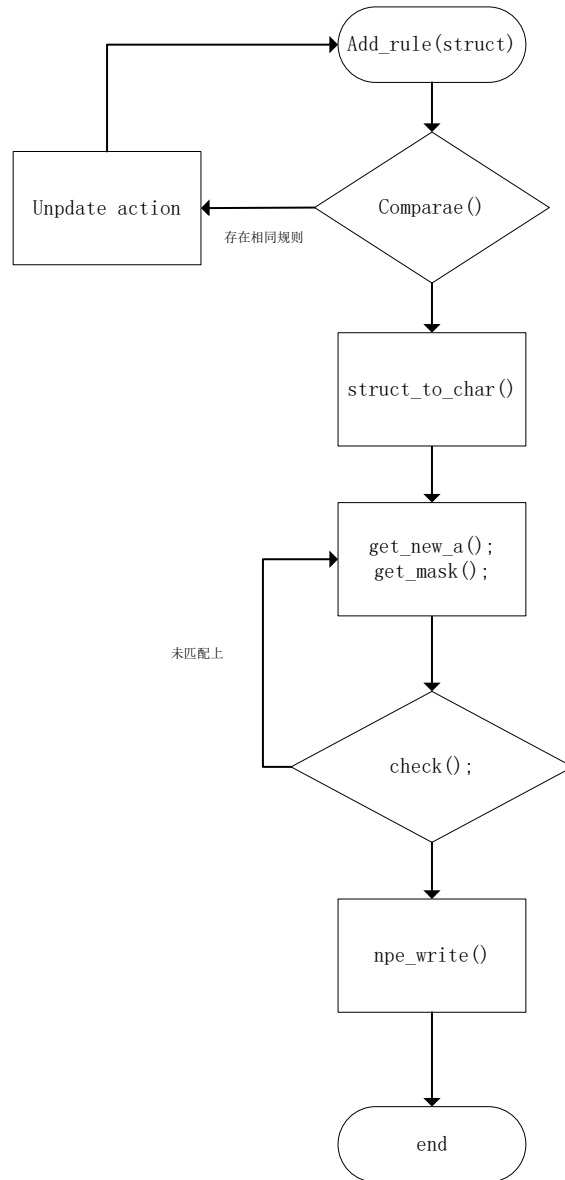 Add_rule(struct)
Unpdate action
Comparae()
存在相同规则
struct_to_char()
get_new_a();
get_mask();
未匹配上
check();
npe_write()
end